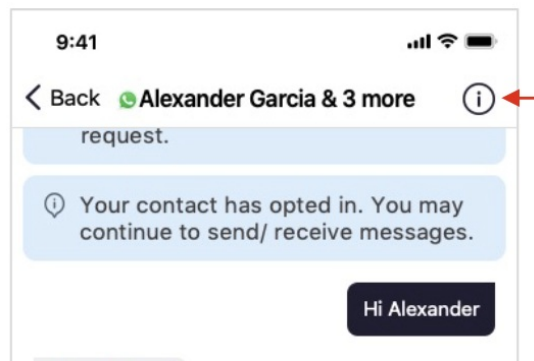 9:41
Back Alexander Garcia & 3 more
request.
Your contact has opted in. You may
continue to send/ receive messages.
Hi Alexander